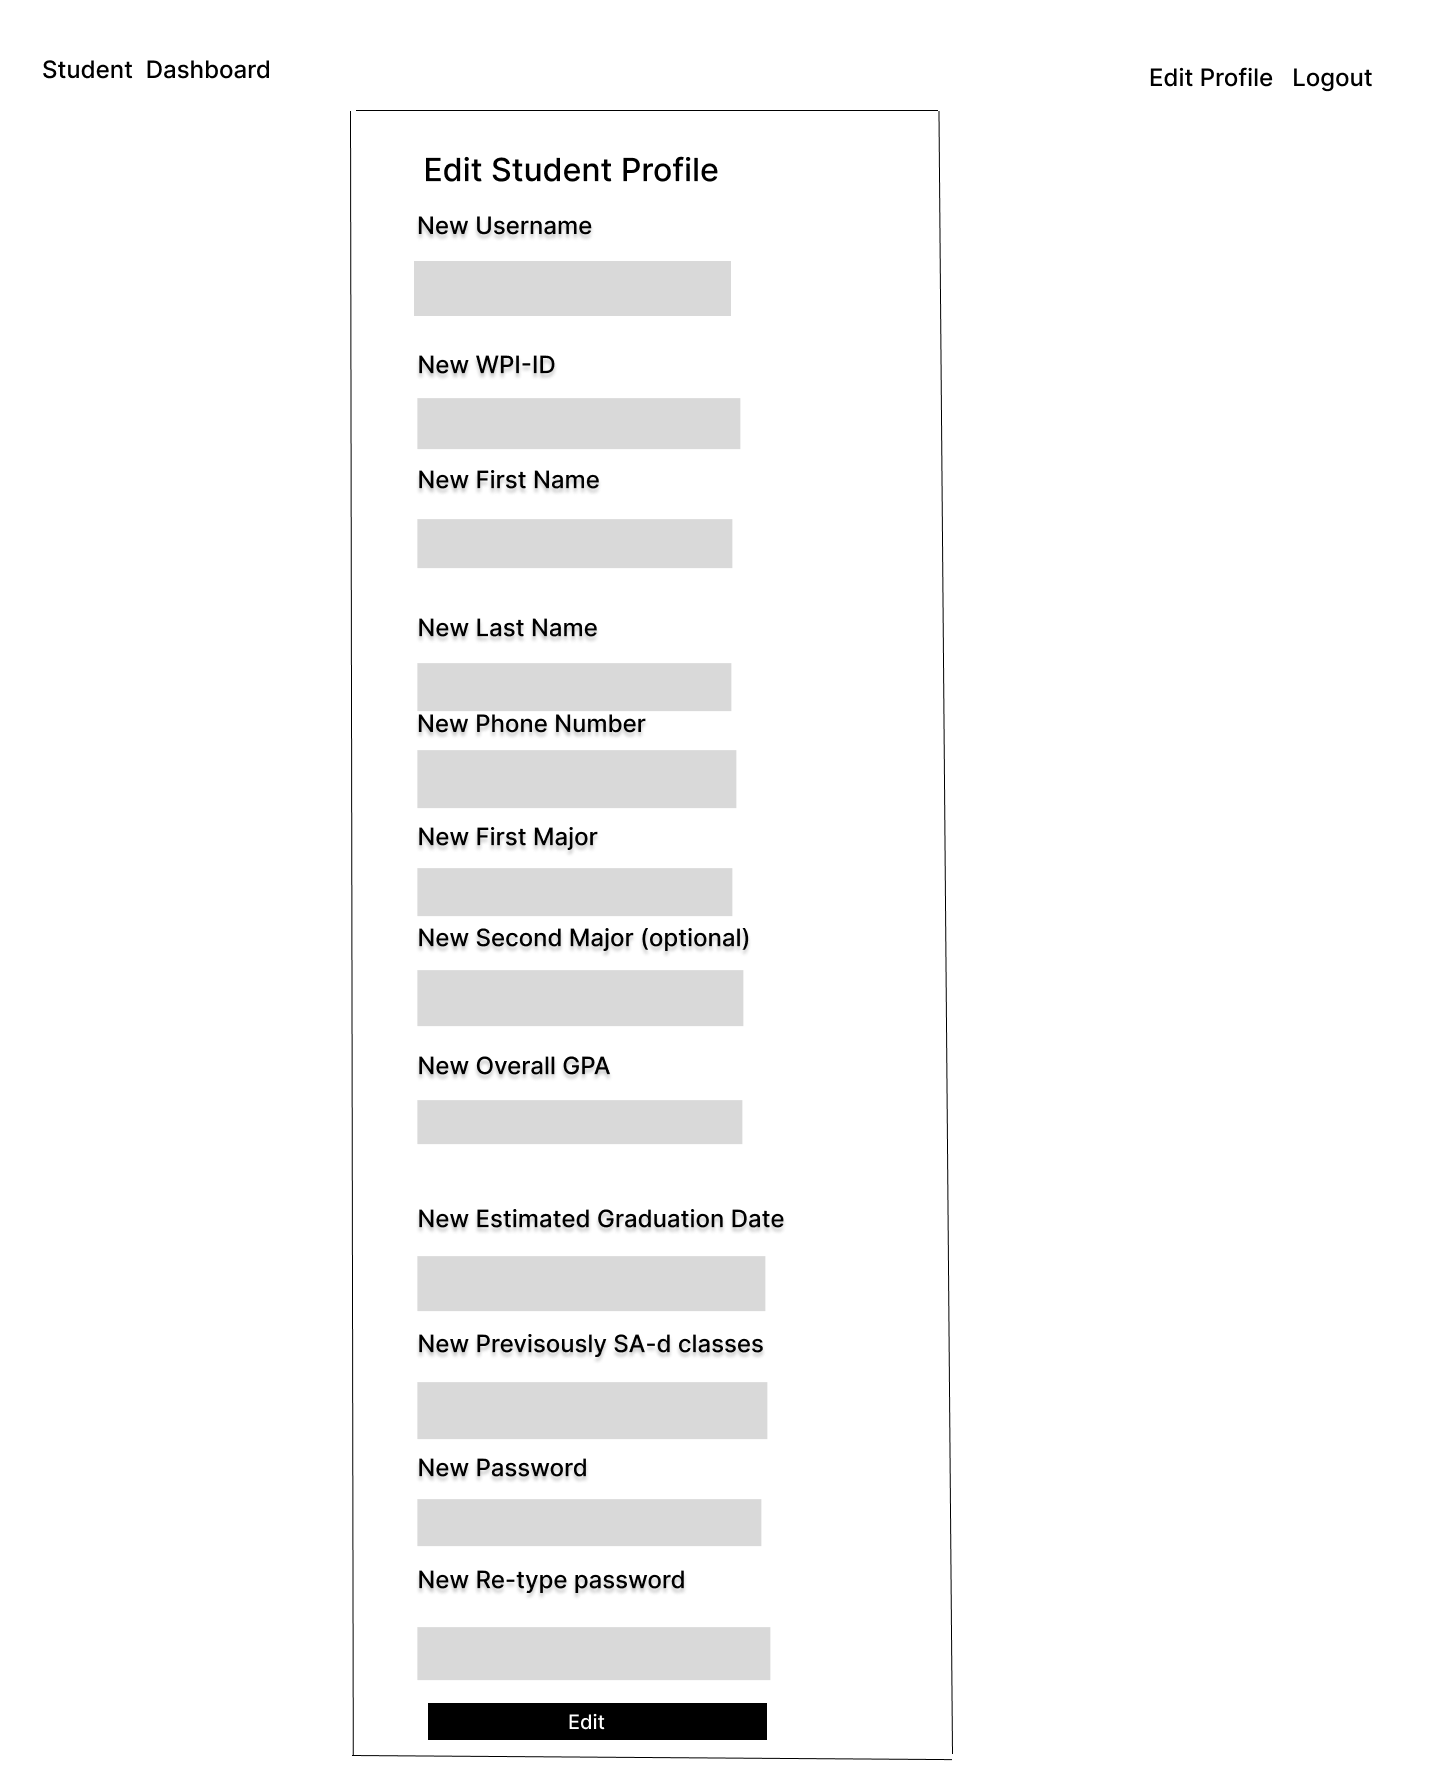 Student Dashboard
Edit Profile Logout
Edit Student Profile
New Username
New WPI-ID
New First Name
New Last Name
New Phone Number
New First Major
New Second Major (optional)
New Overall GPA
New Estimated Graduation Date
New Previsously SA-d classes
New Password
New Re-type password
Edit